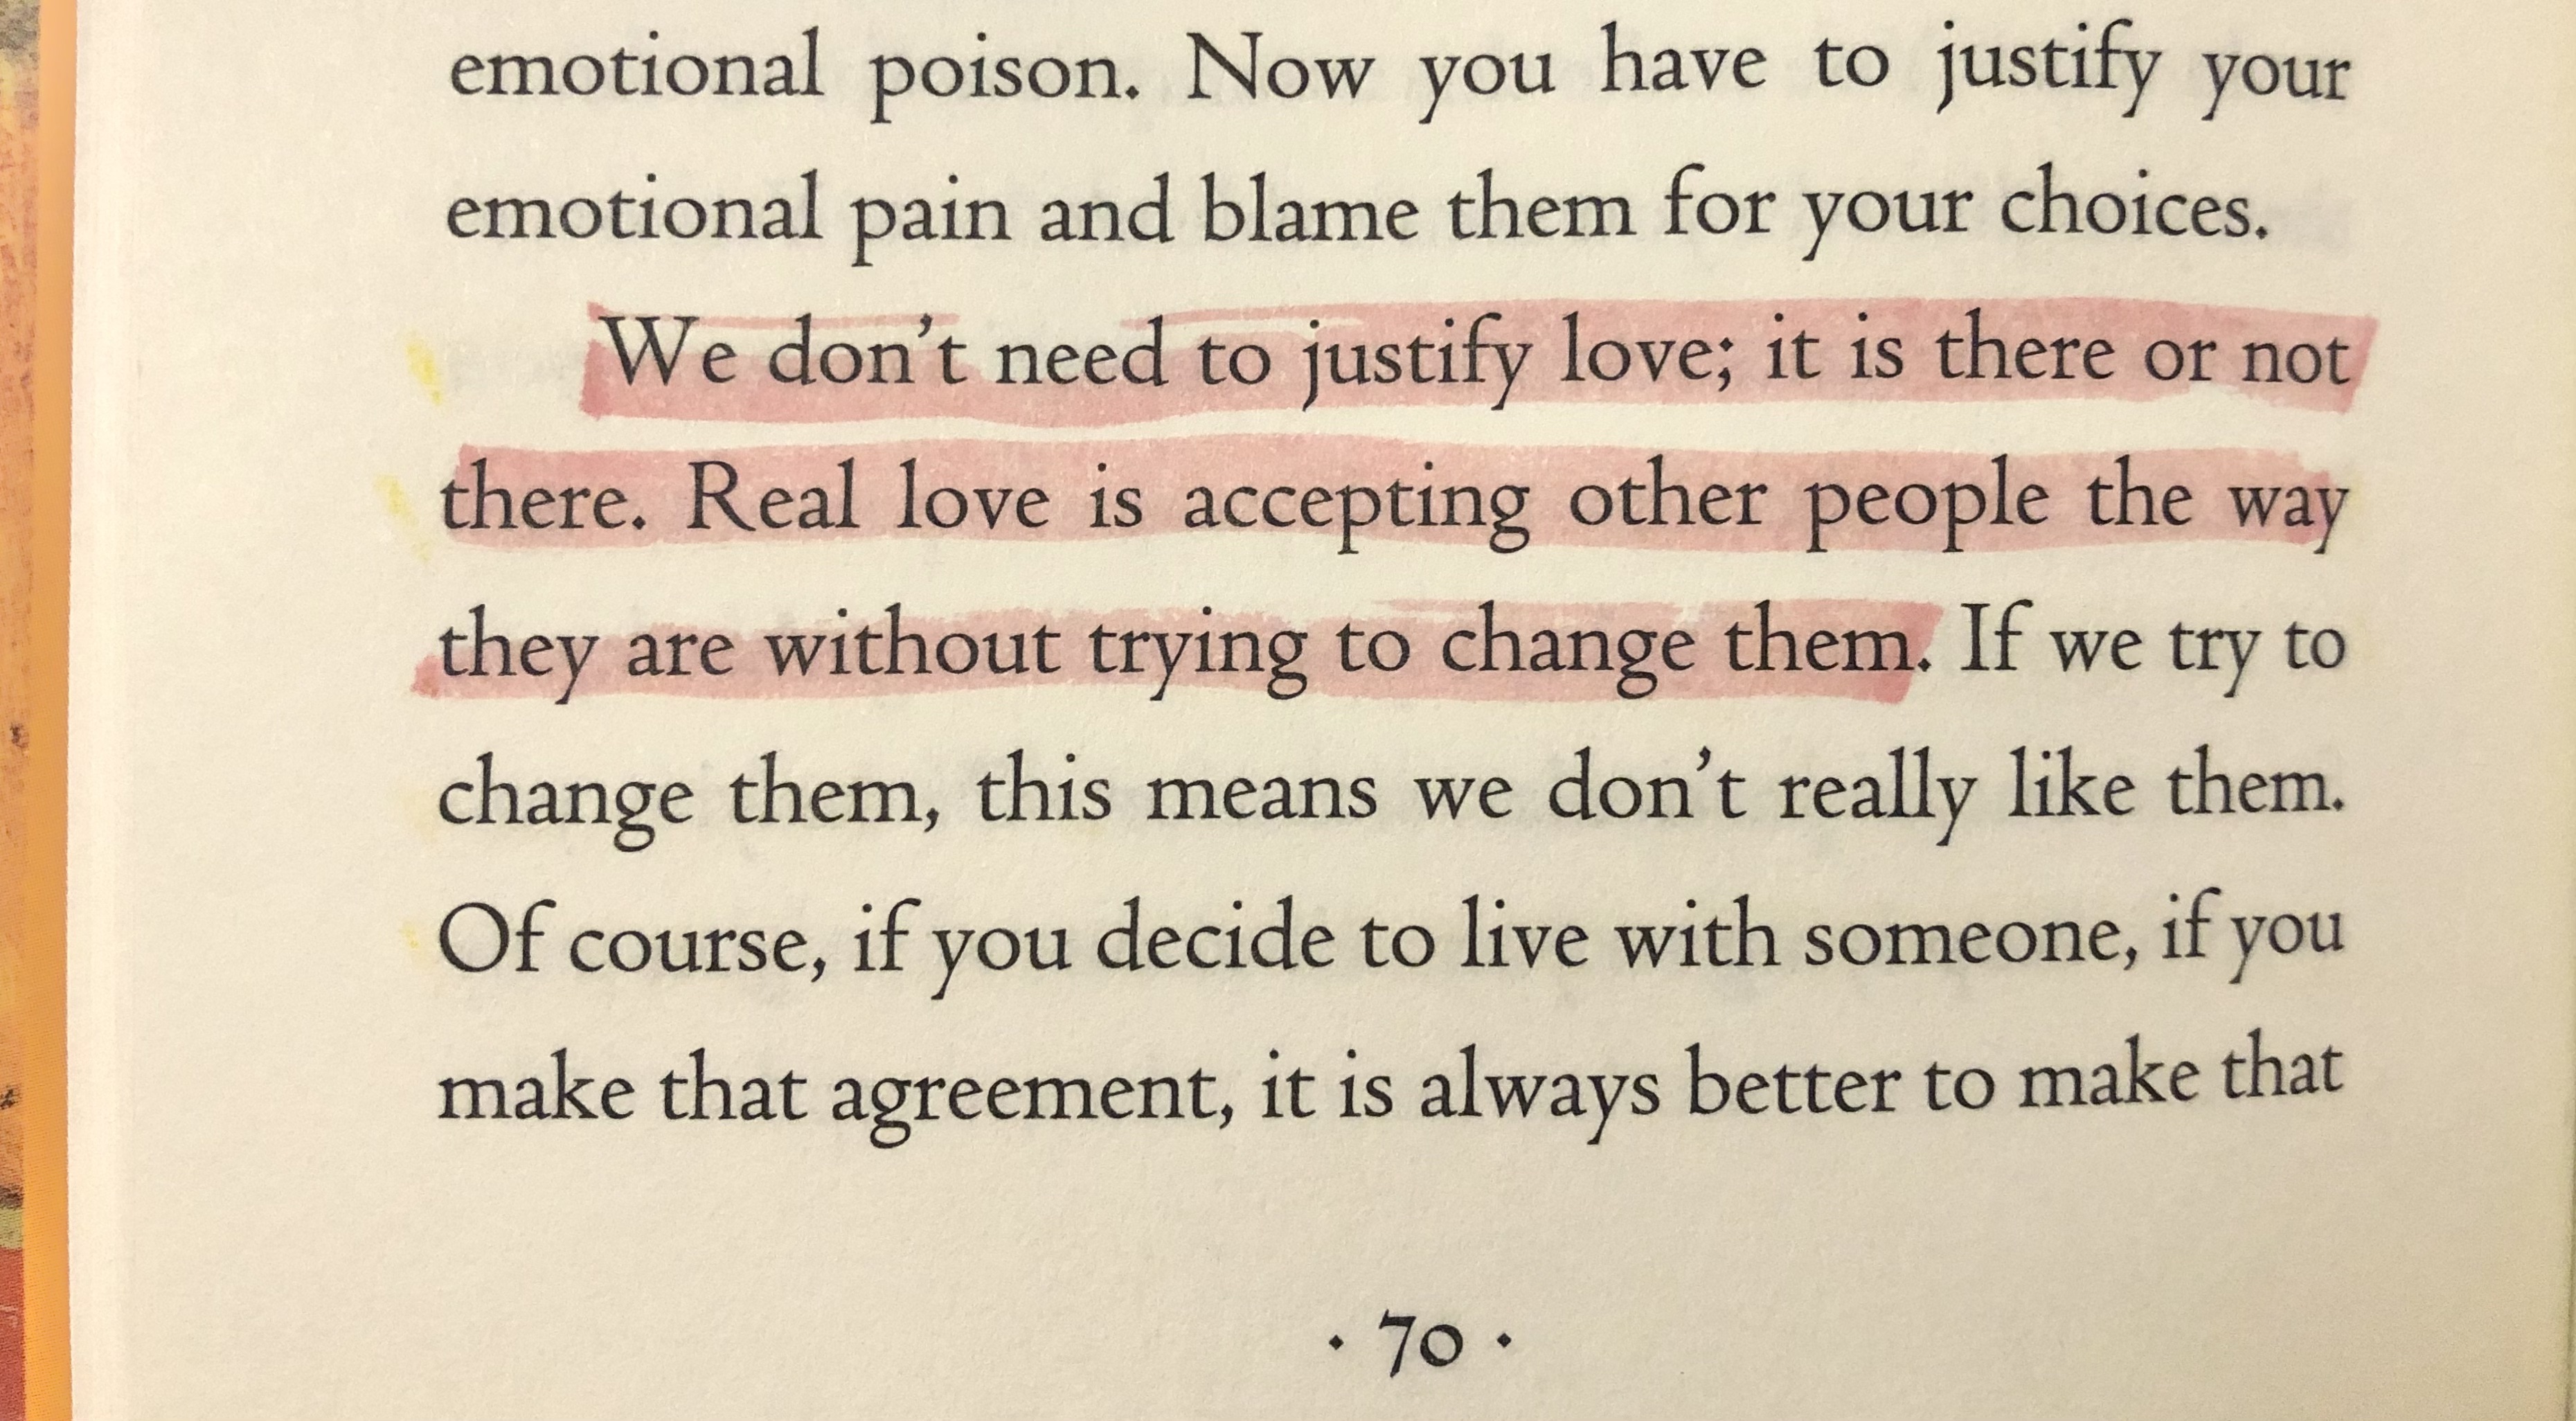 emotional poison. Now you have to justify your
emotional pain and blame them for your choices.
We don't need to justify love; it is there or not
there. Real love is accepting other people the way
they are without trying to change them. If we try to
change them, this means we don't really like them.
Of course, if you decide to live with someone, if you
make that agreement, it is always better to make that
· 70 ·